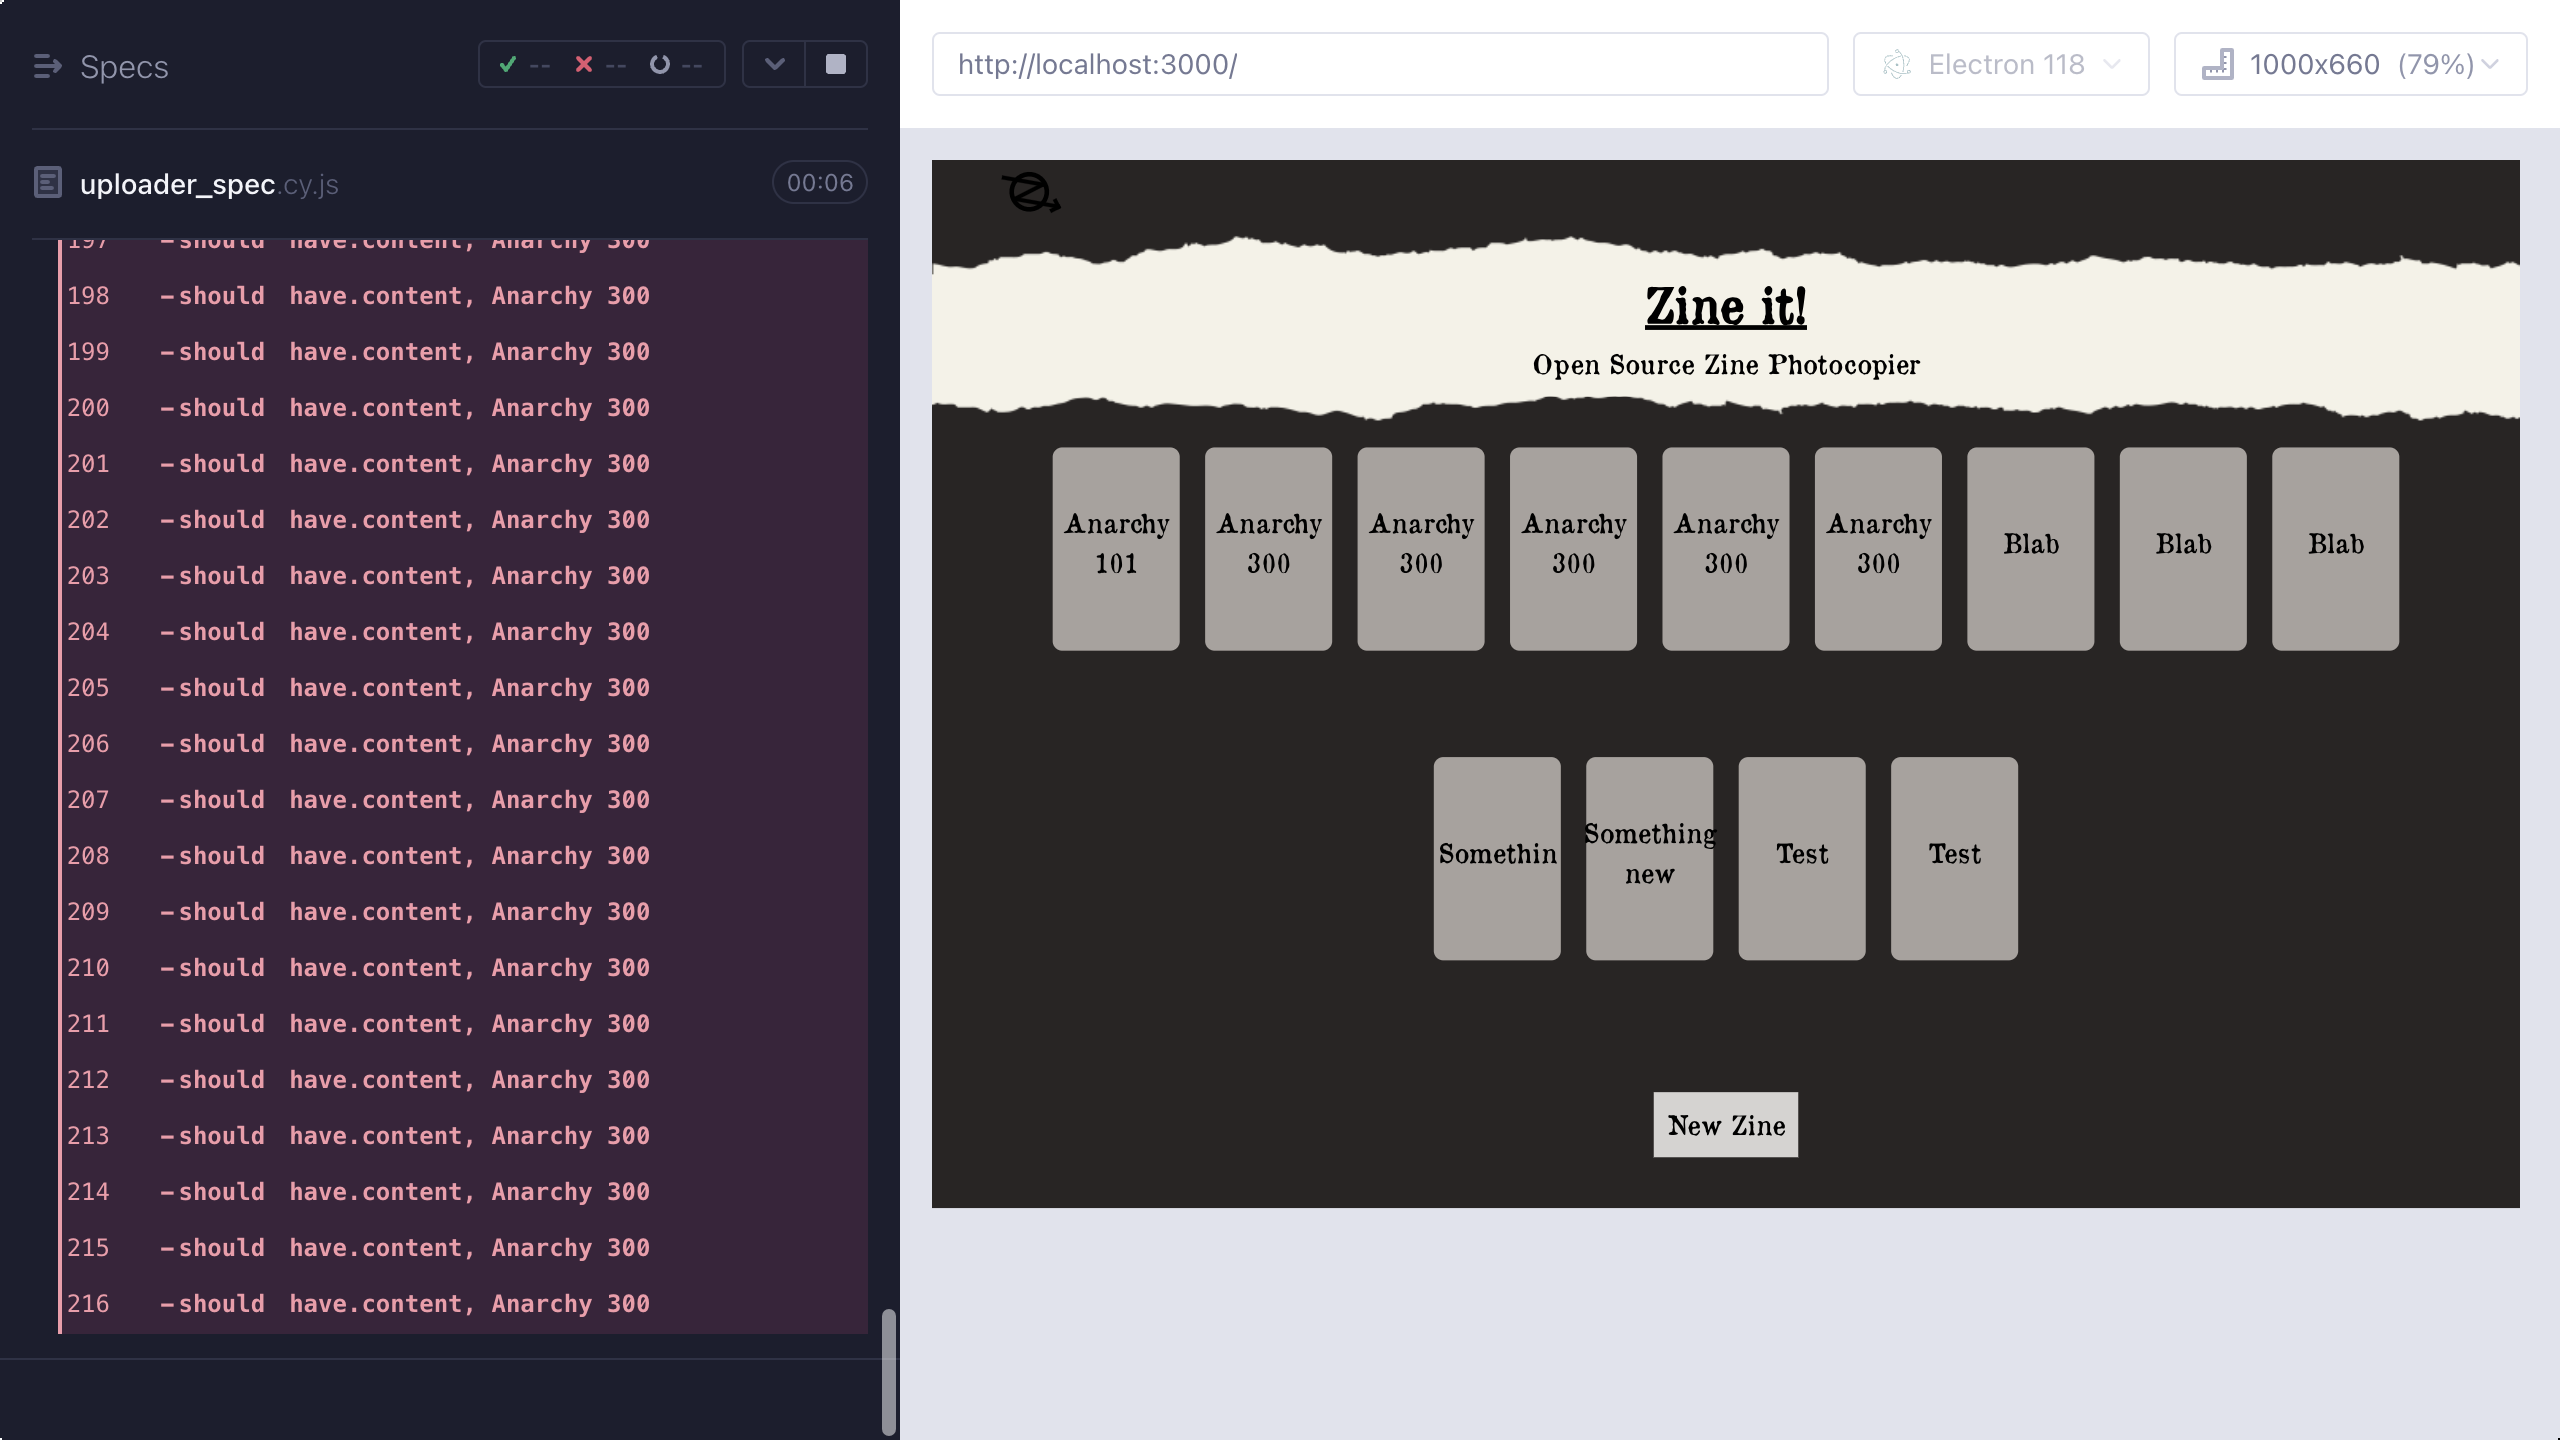 Specs
--
--
--
uploader_spec.cy.js
00:06
197 -should have.content, Anarchy 300
198 -should have.content, Anarchy 300
199 -should have.content, Anarchy 300
200 -should have.content, Anarchy 300
201 -should have.content, Anarchy 300
202 -should have.content, Anarchy 300
203 -should have.content, Anarchy 300
204 -should have.content, Anarchy 300
205 -should have.content, Anarchy 300
206 -should have.content, Anarchy 300
207 -should have.content, Anarchy 300
208 -should have.content, Anarchy 300
209 -should have.content, Anarchy 300
210 -should have.content, Anarchy 300
211 -should have.content, Anarchy 300
212 -should have.content, Anarchy 300
213 -should have.content, Anarchy 300
214 -should have.content, Anarchy 300
215 -should have.content, Anarchy 300
216 -should have.content, Anarchy 300
http://localhost:3000/
Electron 118
1000x660 (79%)
Zine it!
Open Source Zine Photocopier
Anarchy
101
Anarchy
300
Anarchy
300
Anarchy
300
Anarchy
300
Anarchy
300
Blab
Blab
Blab
Somethin
Something
new
Test
Test
New Zine